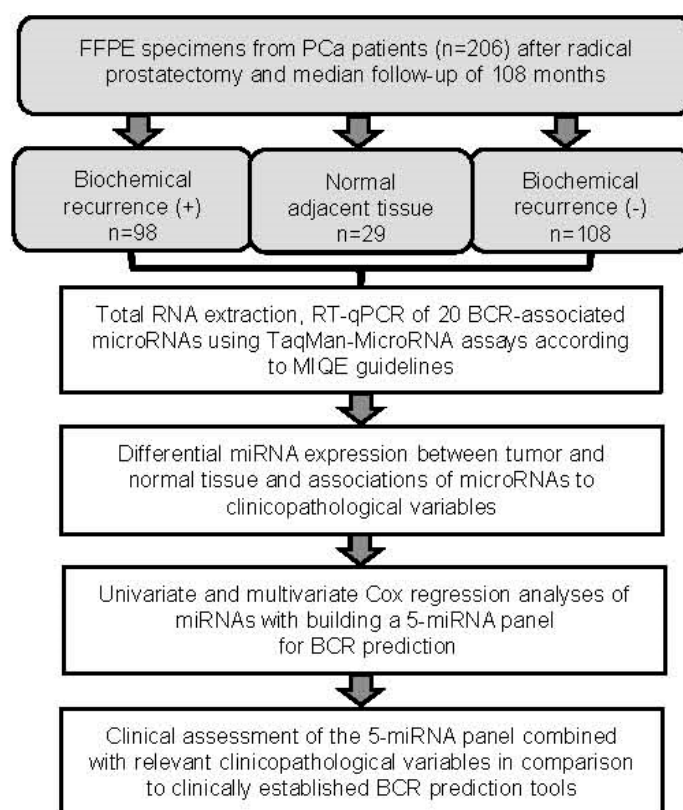 FFPE specimens from PCa patients (n=206) after radical
prostatectomy and median follow-up of 108 months
Biochemical
recurrence (+)
n=98
Normal
adjacent tissue
n=29
Biochemical
recurrence (-)
n=108
Total RNA extraction, RT-qPCR of 20 BCR-associated
microRNAs using TaqMan-MicroRNA assays according
to MIQE guidelines
Differential miRNA expression between tumor and
normal tissue and associations of microRNAs to
clinicopathological variables
Univariate and multivariate Cox regression analyses of
miRNAs with building a 5-miRNA panel
for BCR prediction
Clinical assessment of the 5-miRNA panel combined
with relevant clinicopathological variables in comparison
to clinically established BCR prediction tools